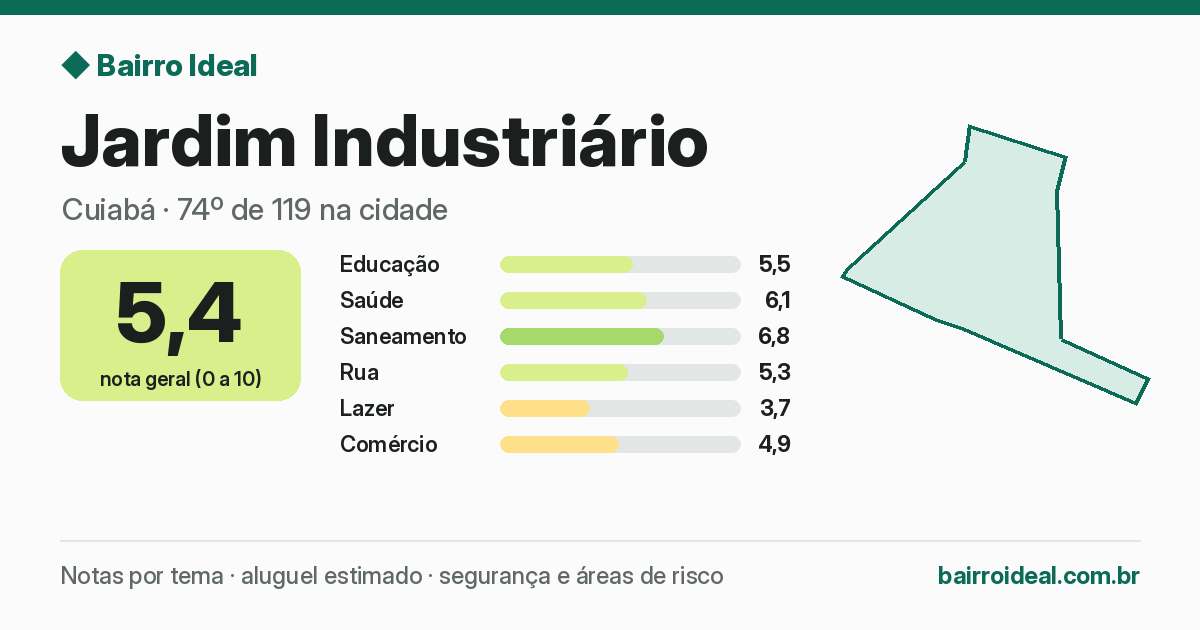 Bairro Ideal
Jardim Industriário
Cuiabá · 74º de 119 na cidade
5,4
nota geral (0 a 10)
Educação 5,5
Saúde 6,1
Saneamento 6,8
Rua 5,3
Lazer 3,7
Comércio 4,9
Notas por tema · aluguel estimado · segurança e áreas de risco
bairroideal.com.br